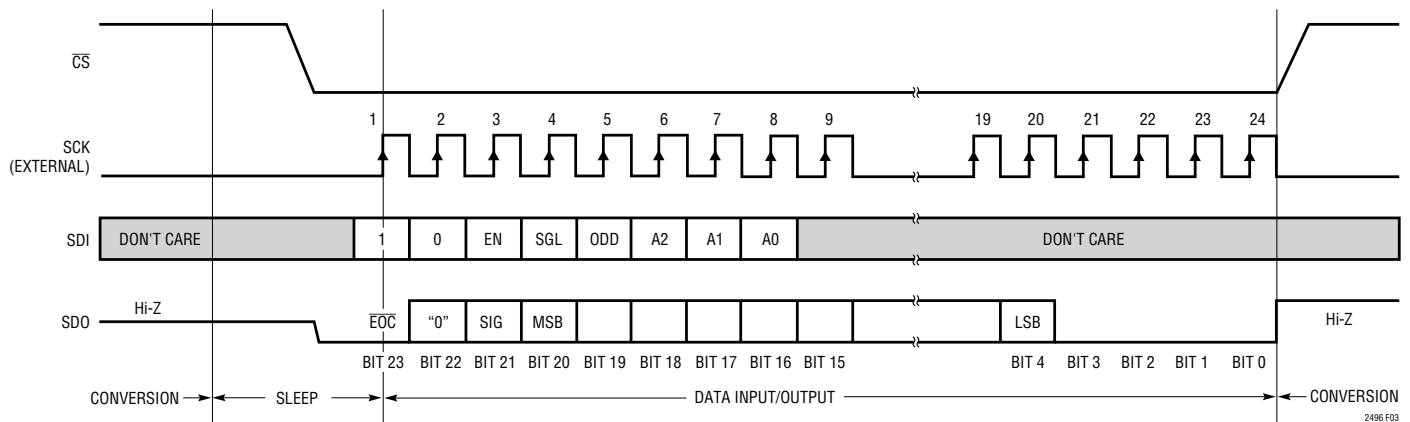 CS
1 2 3 4 5 6 7 8 9 19 20 21 22 23 24
SCK
(EXTERNAL)
SDI DON'T CARE 1 0 EN SGL ODD A2 A1 A0 DON'T CARE
Hi-Z
SDO EOC "0" SIG MSB LSB Hi-Z
BIT 23 BIT 22 BIT 21 BIT 20 BIT 19 BIT 18 BIT 17 BIT 16 BIT 15 BIT 4 BIT 3 BIT 2 BIT 1 BIT 0
CONVERSION SLEEP DATA INPUT/OUTPUT CONVERSION
2496 F03